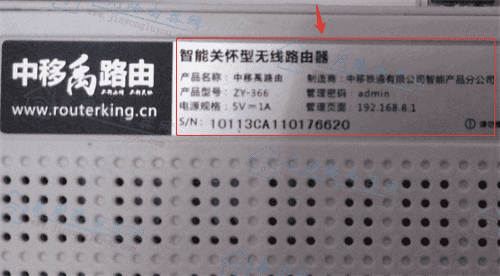 中移禹路由
www.routerking.cn
智能关怀型无线路由器
产品名称: 中移禹路由 制造商: 中移铁通有限公司智能产品分公司
产品型号: ZY-366 管理密码: admin
电源规格: 5V⎓1A 管理页面: 192.168.8.1
S/N: 10113CA110176620